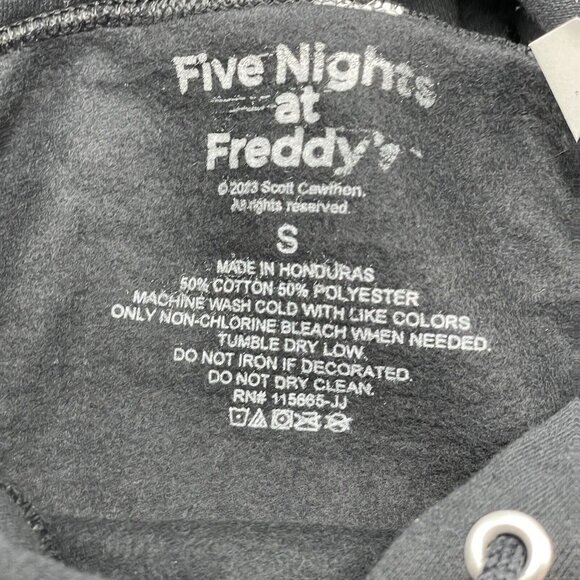 Five Nights
at
Freddy's
©2023 Scott Cawthon.
All rights reserved.
S
MADE IN HONDURAS
50% COTTON 50% POLYESTER
MACHINE WASH COLD WITH LIKE COLORS
ONLY NON-CHLORINE BLEACH WHEN NEEDED.
TUMBLE DRY LOW.
DO NOT IRON IF DECORATED.
DO NOT DRY CLEAN.
RN# 115665-JJ